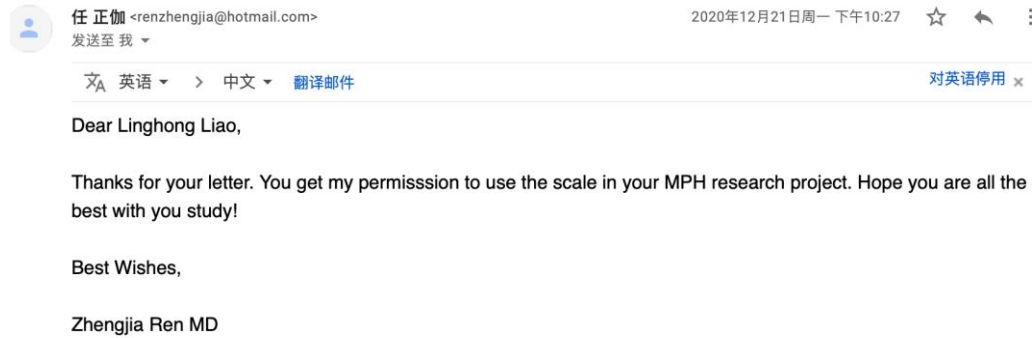 任 正伽 <renzhengjia@hotmail.com>
2020年12月21日周一 下午10:27
发送至 我
英语 > 中文 翻译邮件
对英语停用 ×
Dear Linghong Liao,
Thanks for your letter. You get my permisssion to use the scale in your MPH research project. Hope you are all the
best with you study!
Best Wishes,
Zhengjia Ren MD